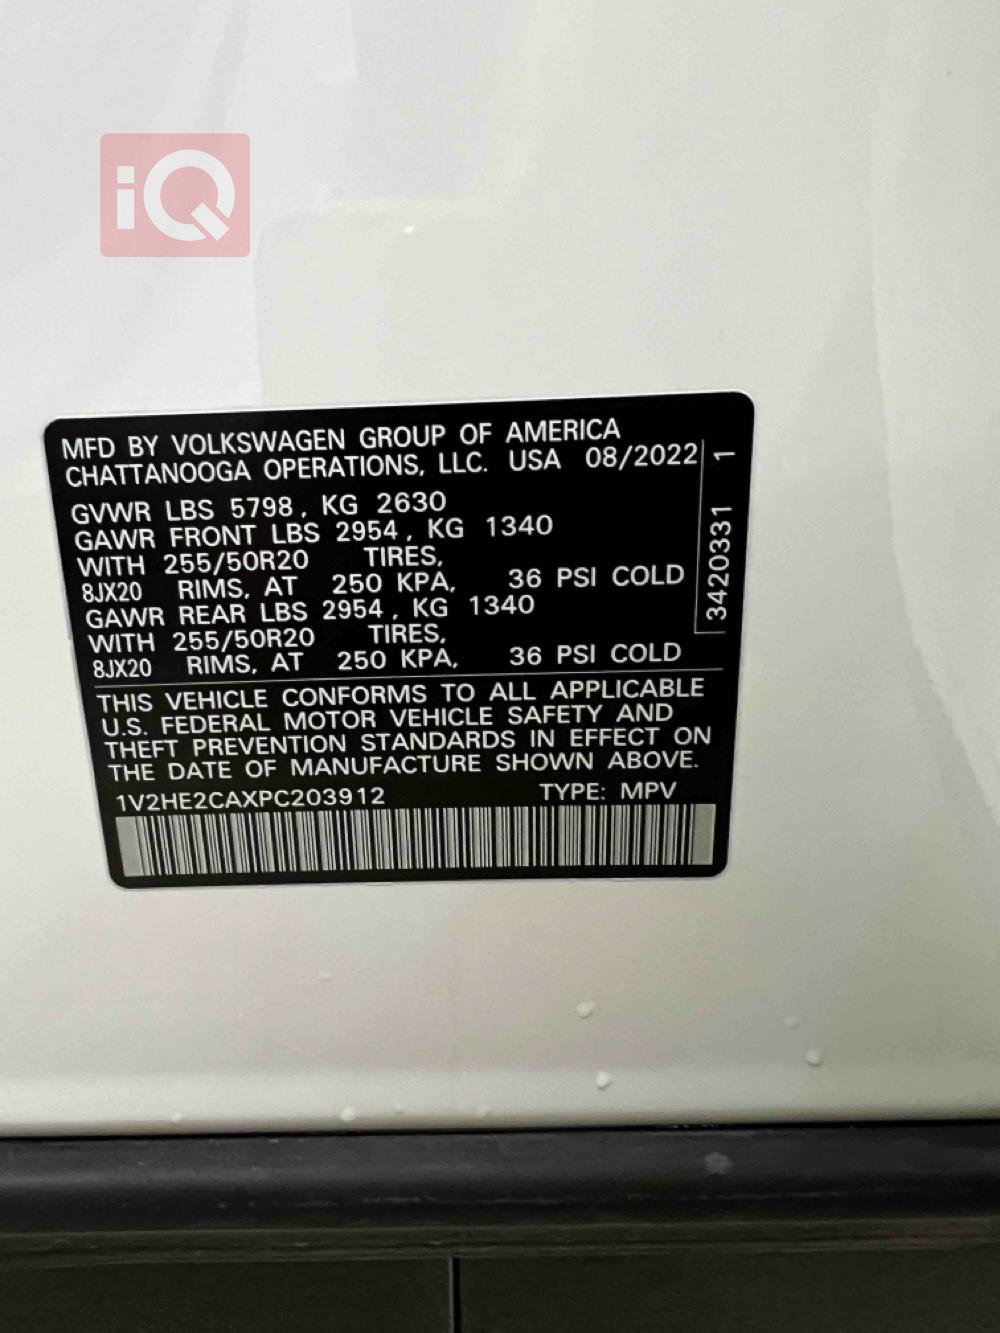 iQ
MFD BY VOLKSWAGEN GROUP OF AMERICA
CHATTANOOGA OPERATIONS, LLC. USA 08/2022
GVWR LBS 5798, KG 2630
GAWR FRONT LBS 2954, KG 1340
WITH 255/50R20 TIRES,
8JX20 RIMS, AT 250 KPA, 36 PSI COLD
GAWR REAR LBS 2954, KG 1340
WITH 255/50R20 TIRES,
8JX20 RIMS, AT 250 KPA, 36 PSI COLD
THIS VEHICLE CONFORMS TO ALL APPLICABLE
U.S. FEDERAL MOTOR VEHICLE SAFETY AND
THEFT PREVENTION STANDARDS IN EFFECT ON
THE DATE OF MANUFACTURE SHOWN ABOVE.
1V2HE2CAXPC203912 TYPE: MPV
3420331 1